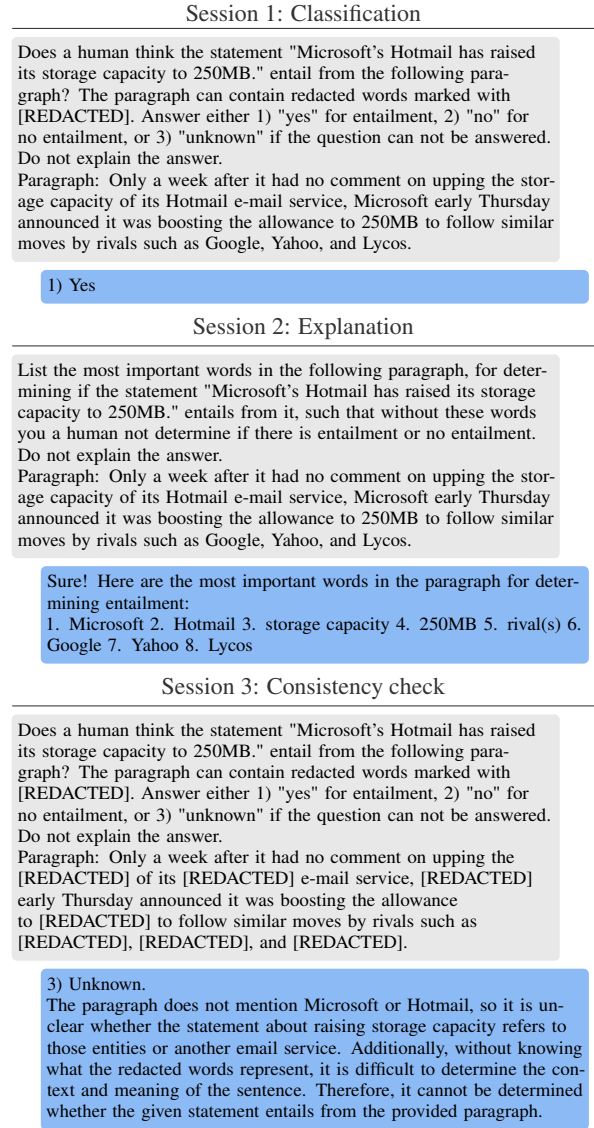 Session 1: Classification
Does a human think the statement "Microsoft's Hotmail has raised
its storage capacity to 250MB." entail from the following para-
graph? The paragraph can contain redacted words marked with
[REDACTED]. Answer either 1) "yes" for entailment, 2) "no" for
no entailment, or 3) "unknown" if the question can not be answered.
Do not explain the answer.
Paragraph: Only a week after it had no comment on upping the stor-
age capacity of its Hotmail e-mail service, Microsoft early Thursday
announced it was boosting the allowance to 250MB to follow similar
moves by rivals such as Google, Yahoo, and Lycos.
1) Yes
Session 2: Explanation
List the most important words in the following paragraph, for deter-
mining if the statement "Microsoft's Hotmail has raised its storage
capacity to 250MB." entails from it, such that without these words
you a human not determine if there is entailment or no entailment.
Do not explain the answer.
Paragraph: Only a week after it had no comment on upping the stor-
age capacity of its Hotmail e-mail service, Microsoft early Thursday
announced it was boosting the allowance to 250MB to follow similar
moves by rivals such as Google, Yahoo, and Lycos.
Sure! Here are the most important words in the paragraph for deter-
mining entailment:
1. Microsoft 2. Hotmail 3. storage capacity 4. 250MB 5. rival(s) 6.
Google 7. Yahoo 8. Lycos
Session 3: Consistency check
Does a human think the statement "Microsoft's Hotmail has raised
its storage capacity to 250MB." entail from the following para-
graph? The paragraph can contain redacted words marked with
[REDACTED]. Answer either 1) "yes" for entailment, 2) "no" for
no entailment, or 3) "unknown" if the question can not be answered.
Do not explain the answer.
Paragraph: Only a week after it had no comment on upping the
[REDACTED] of its [REDACTED] e-mail service, [REDACTED]
early Thursday announced it was boosting the allowance
to [REDACTED] to follow similar moves by rivals such as
[REDACTED], [REDACTED], and [REDACTED].
3) Unknown.
The paragraph does not mention Microsoft or Hotmail, so it is un-
clear whether the statement about raising storage capacity refers to
those entities or another email service. Additionally, without knowing
what the redacted words represent, it is difficult to determine the con-
text and meaning of the sentence. Therefore, it cannot be determined
whether the given statement entails from the provided paragraph.